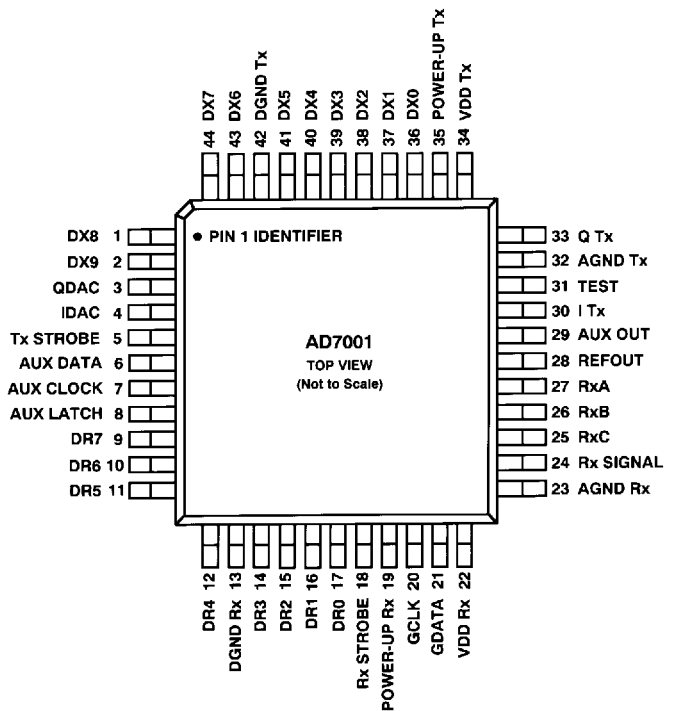 44 DX7
43 DX6
42 DGND Tx
41 DX5
40 DX4
39 DX3
38 DX2
37 DX1
36 DX0
35 POWER-UP Tx
34 VDD Tx
DX8 1
DX9 2
QDAC 3
IDAC 4
Tx STROBE 5
AUX DATA 6
AUX CLOCK 7
AUX LATCH 8
DR7 9
DR6 10
DR5 11
PIN 1 IDENTIFIER
AD7001
TOP VIEW
(Not to Scale)
33 Q Tx
32 AGND Tx
31 TEST
30 I Tx
29 AUX OUT
28 REFOUT
27 RxA
26 RxB
25 RxC
24 Rx SIGNAL
23 AGND Rx
DR4 12
DGND Rx 13
DR3 14
DR2 15
DR1 16
DR0 17
Rx STROBE 18
POWER-UP Rx 19
GCLK 20
GDATA 21
VDD Rx 22